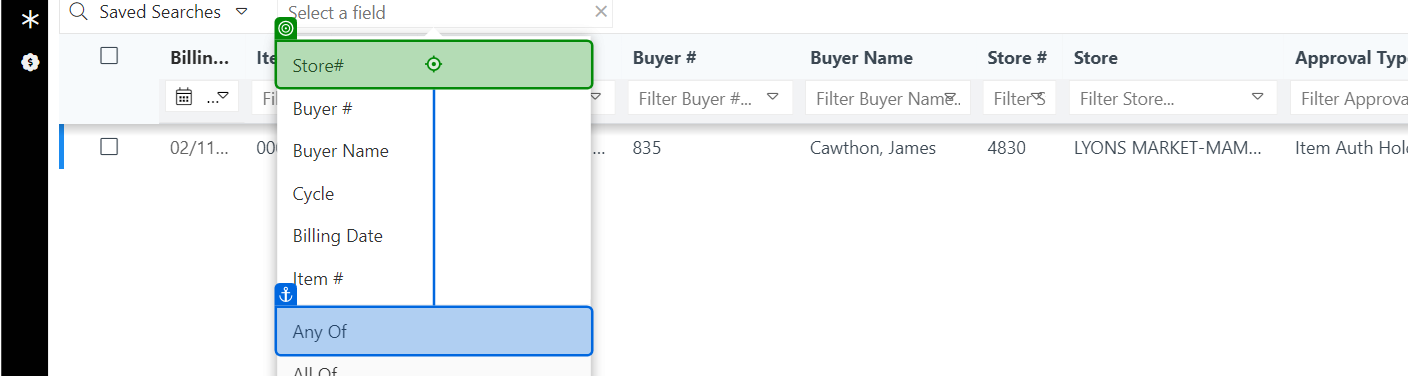 Saved Searches
Select a field
Billin... Ite Buyer # Buyer Name Store # Store Approval Typ
... Fi Filter Buyer #... Filter Buyer Name.. Filter S Filter Store... Filter Approva
02/11... 000 ... 835 Cawthon, James 4830 LYONS MARKET-MAM... Item Auth Hol
Store#
Buyer #
Buyer Name
Cycle
Billing Date
Item #
Any Of
All Of